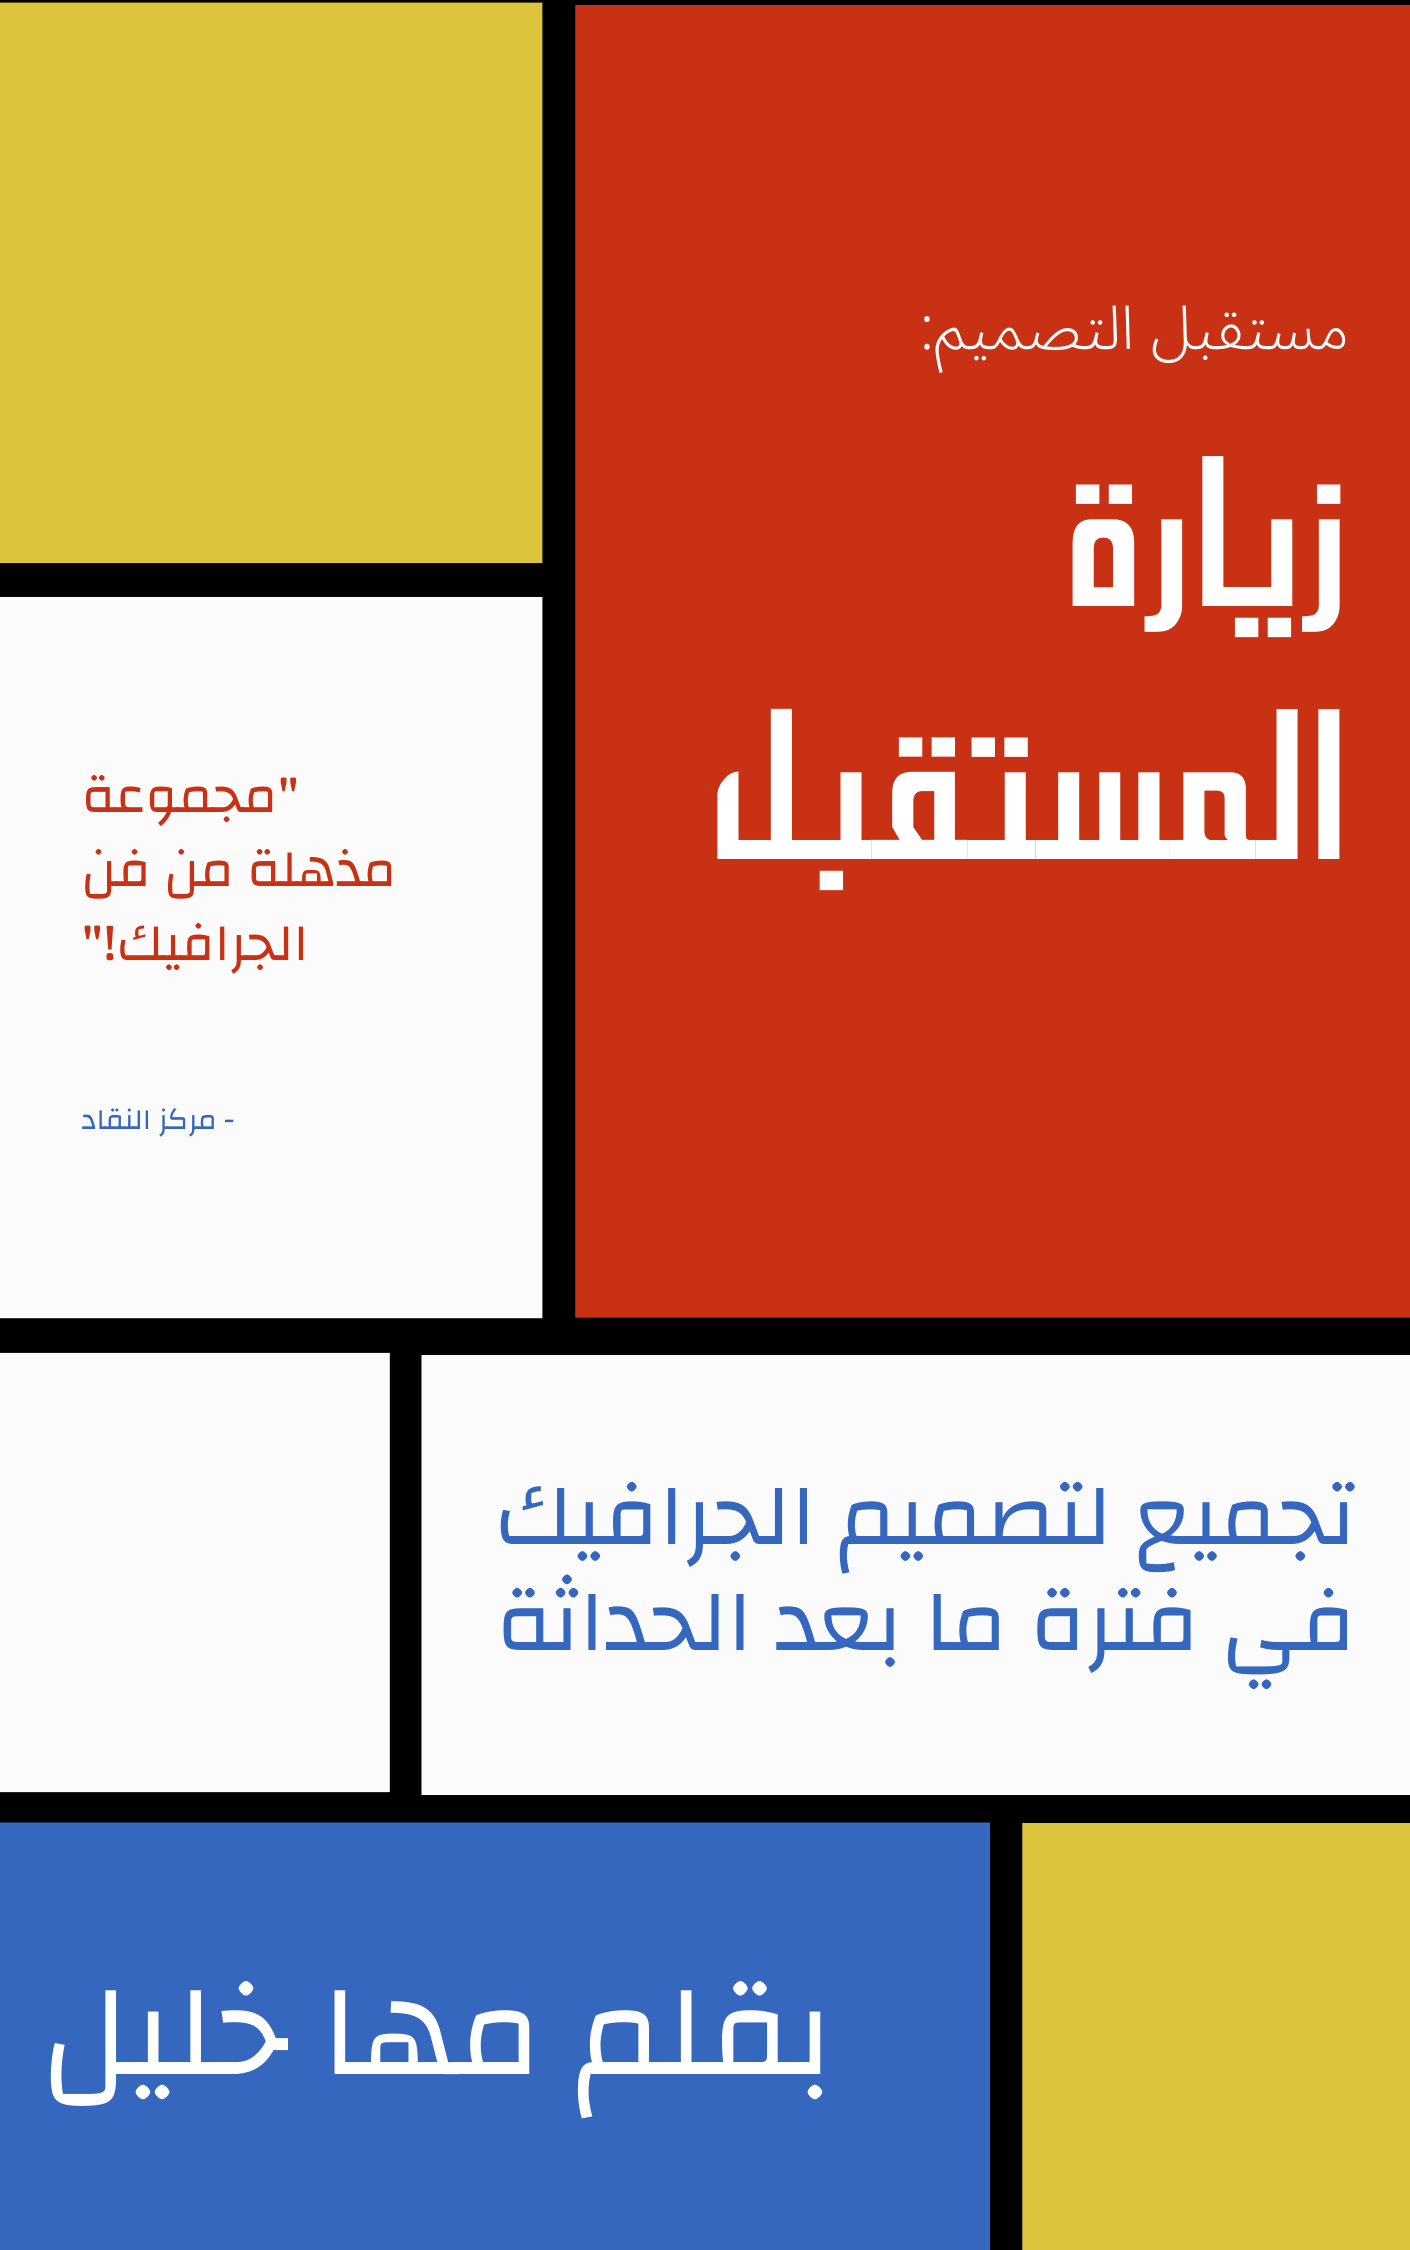 مستقبل التصميم:
زيارة
المستقبل
"مجموعة
مذهلة من فن
الجرافيك!"
- مركز النقاد
تجميع لتصميم الجرافيك
في فترة ما بعد الحداثة
بقلم مها خليل